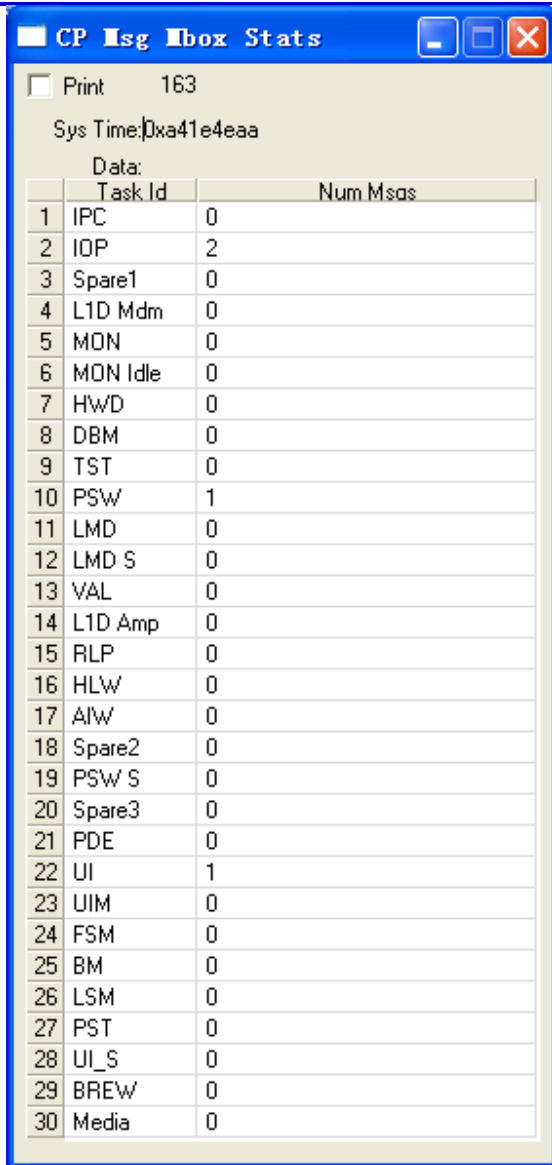 CP Msg Mbox Stats
Print 163
Sys Time:0xa41e4eaa
Data:
Task Id Num Msgs
1 IPC 0
2 IOP 2
3 Spare1 0
4 L1D Mdm 0
5 MON 0
6 MON Idle 0
7 HWD 0
8 DBM 0
9 TST 0
10 PSW 1
11 LMD 0
12 LMD S 0
13 VAL 0
14 L1D Amp 0
15 RLP 0
16 HLW 0
17 AIW 0
18 Spare2 0
19 PSW S 0
20 Spare3 0
21 PDE 0
22 UI 1
23 UIM 0
24 FSM 0
25 BM 0
26 LSM 0
27 PST 0
28 UI_S 0
29 BREW 0
30 Media 0